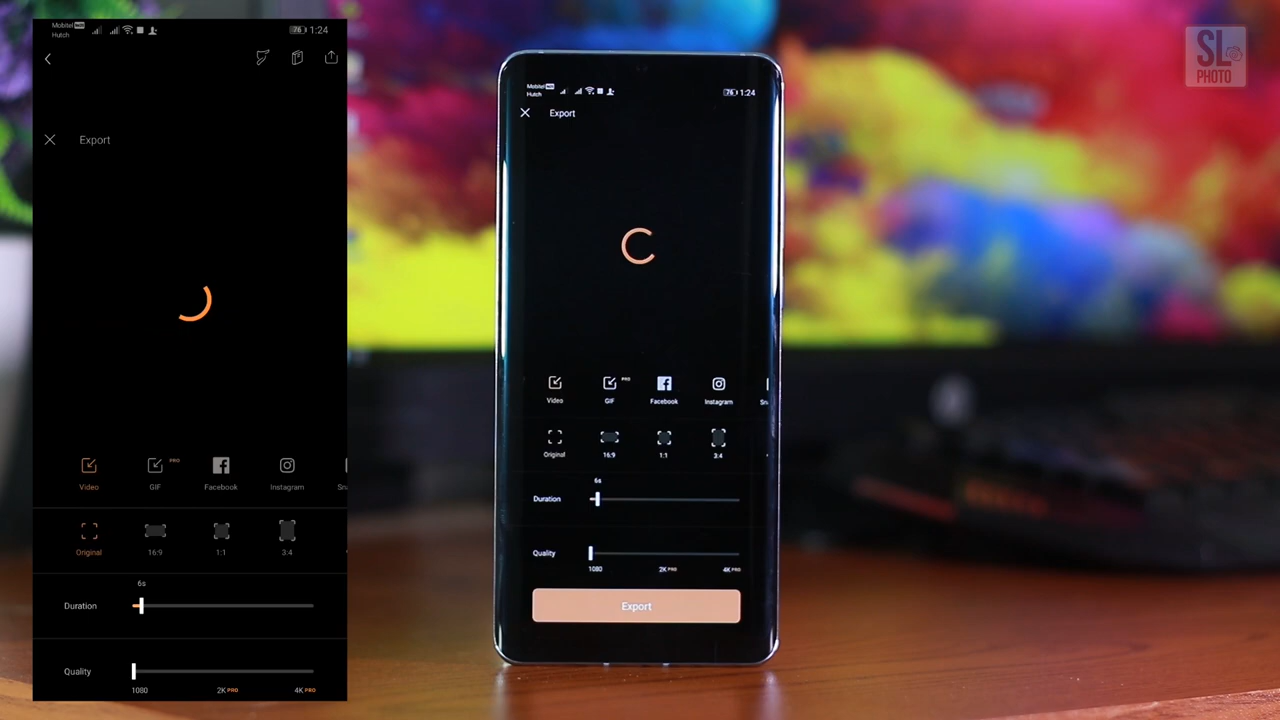 Mobitel
Hutch
76 1:24
Export
Video
GIF
PRO
Facebook
Instagram
Original
16:9
1:1
3:4
6s
Duration
Quality
1080
2K PRO
4K PRO
Mobitel
Hutch
76 1:24
Export
Video
GIF
PRO
Facebook
Instagram
Original
16:9
1:1
3:4
6s
Duration
Quality
1080
2K PRO
4K PRO
Export
SL
PHOTO